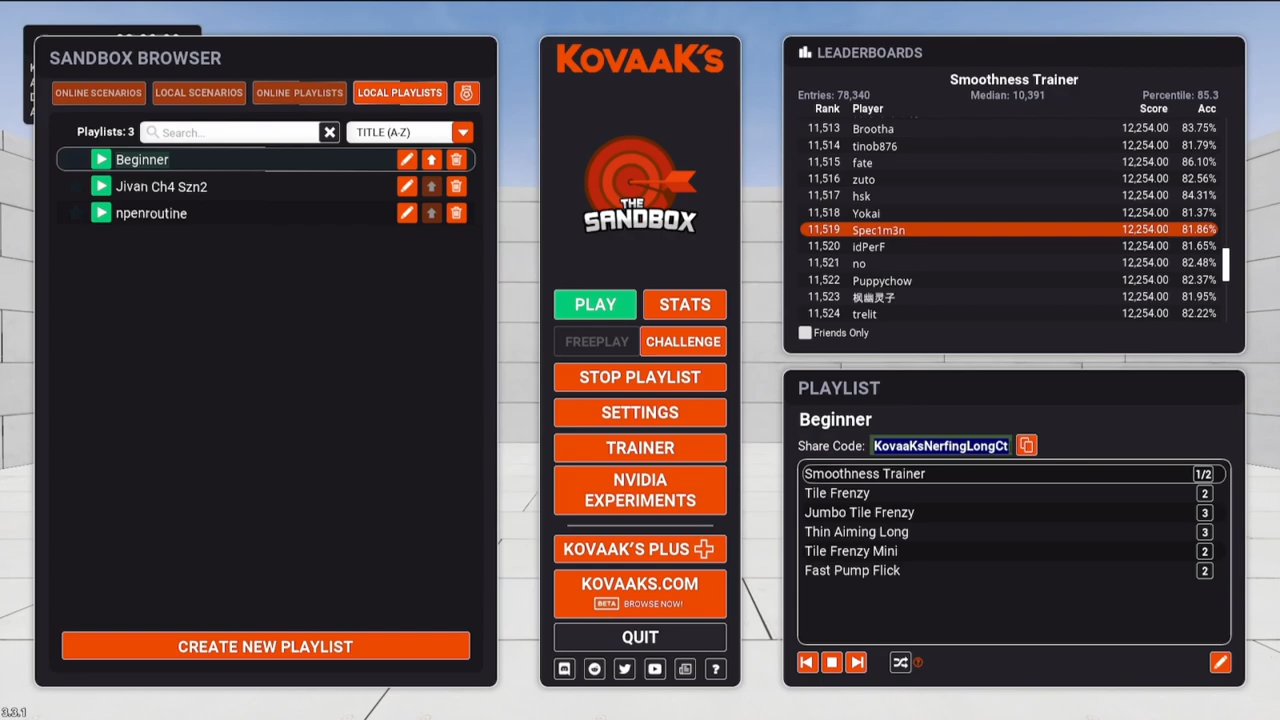 SANDBOX BROWSER
ONLINE SCENARIOS
LOCAL SCENARIOS
ONLINE PLAYLISTS
LOCAL PLAYLISTS
Playlists: 3
Search...
TITLE (A-Z)
Beginner
Jivan Ch4 Szn2
npenroutine
CREATE NEW PLAYLIST
KOVAAK'S
THE
SANDBOX
PLAY
STATS
FREEPLAY
CHALLENGE
STOP PLAYLIST
SETTINGS
TRAINER
NVIDIA
EXPERIMENTS
KOVAAK'S PLUS
KOVAAKS.COM
BETA BROWSE NOW!
QUIT
?
LEADERBOARDS
Smoothness Trainer
Entries: 78,340 Median: 10,391 Percentile: 85.3
Rank Player Score Acc
11,513 Brootha 12,254.00 83.75%
11,514 tinob876 12,254.00 81.79%
11,515 fate 12,254.00 86.10%
11,516 zuto 12,254.00 82.56%
11,517 hsk 12,254.00 84.31%
11,518 Yokai 12,254.00 81.37%
11,519 Spec1m3n 12,254.00 81.86%
11,520 idPerF 12,254.00 81.65%
11,521 no 12,254.00 82.48%
11,522 Puppychow 12,254.00 82.37%
11,523 枫幽灵子 12,254.00 81.95%
11,524 trelit 12,254.00 82.22%
Friends Only
PLAYLIST
Beginner
Share Code: KovaaKsNerfingLongCt
Smoothness Trainer 1/2
Tile Frenzy 2
Jumbo Tile Frenzy 3
Thin Aiming Long 3
Tile Frenzy Mini 2
Fast Pump Flick 2
?
3.3.1